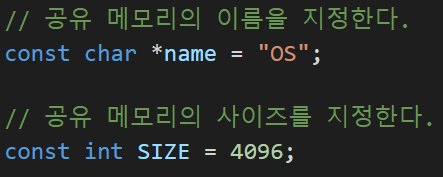 // 공유 메모리의 이름을 지정한다.
const char *name = "OS";
// 공유 메모리의 사이즈를 지정한다.
const int SIZE = 4096;